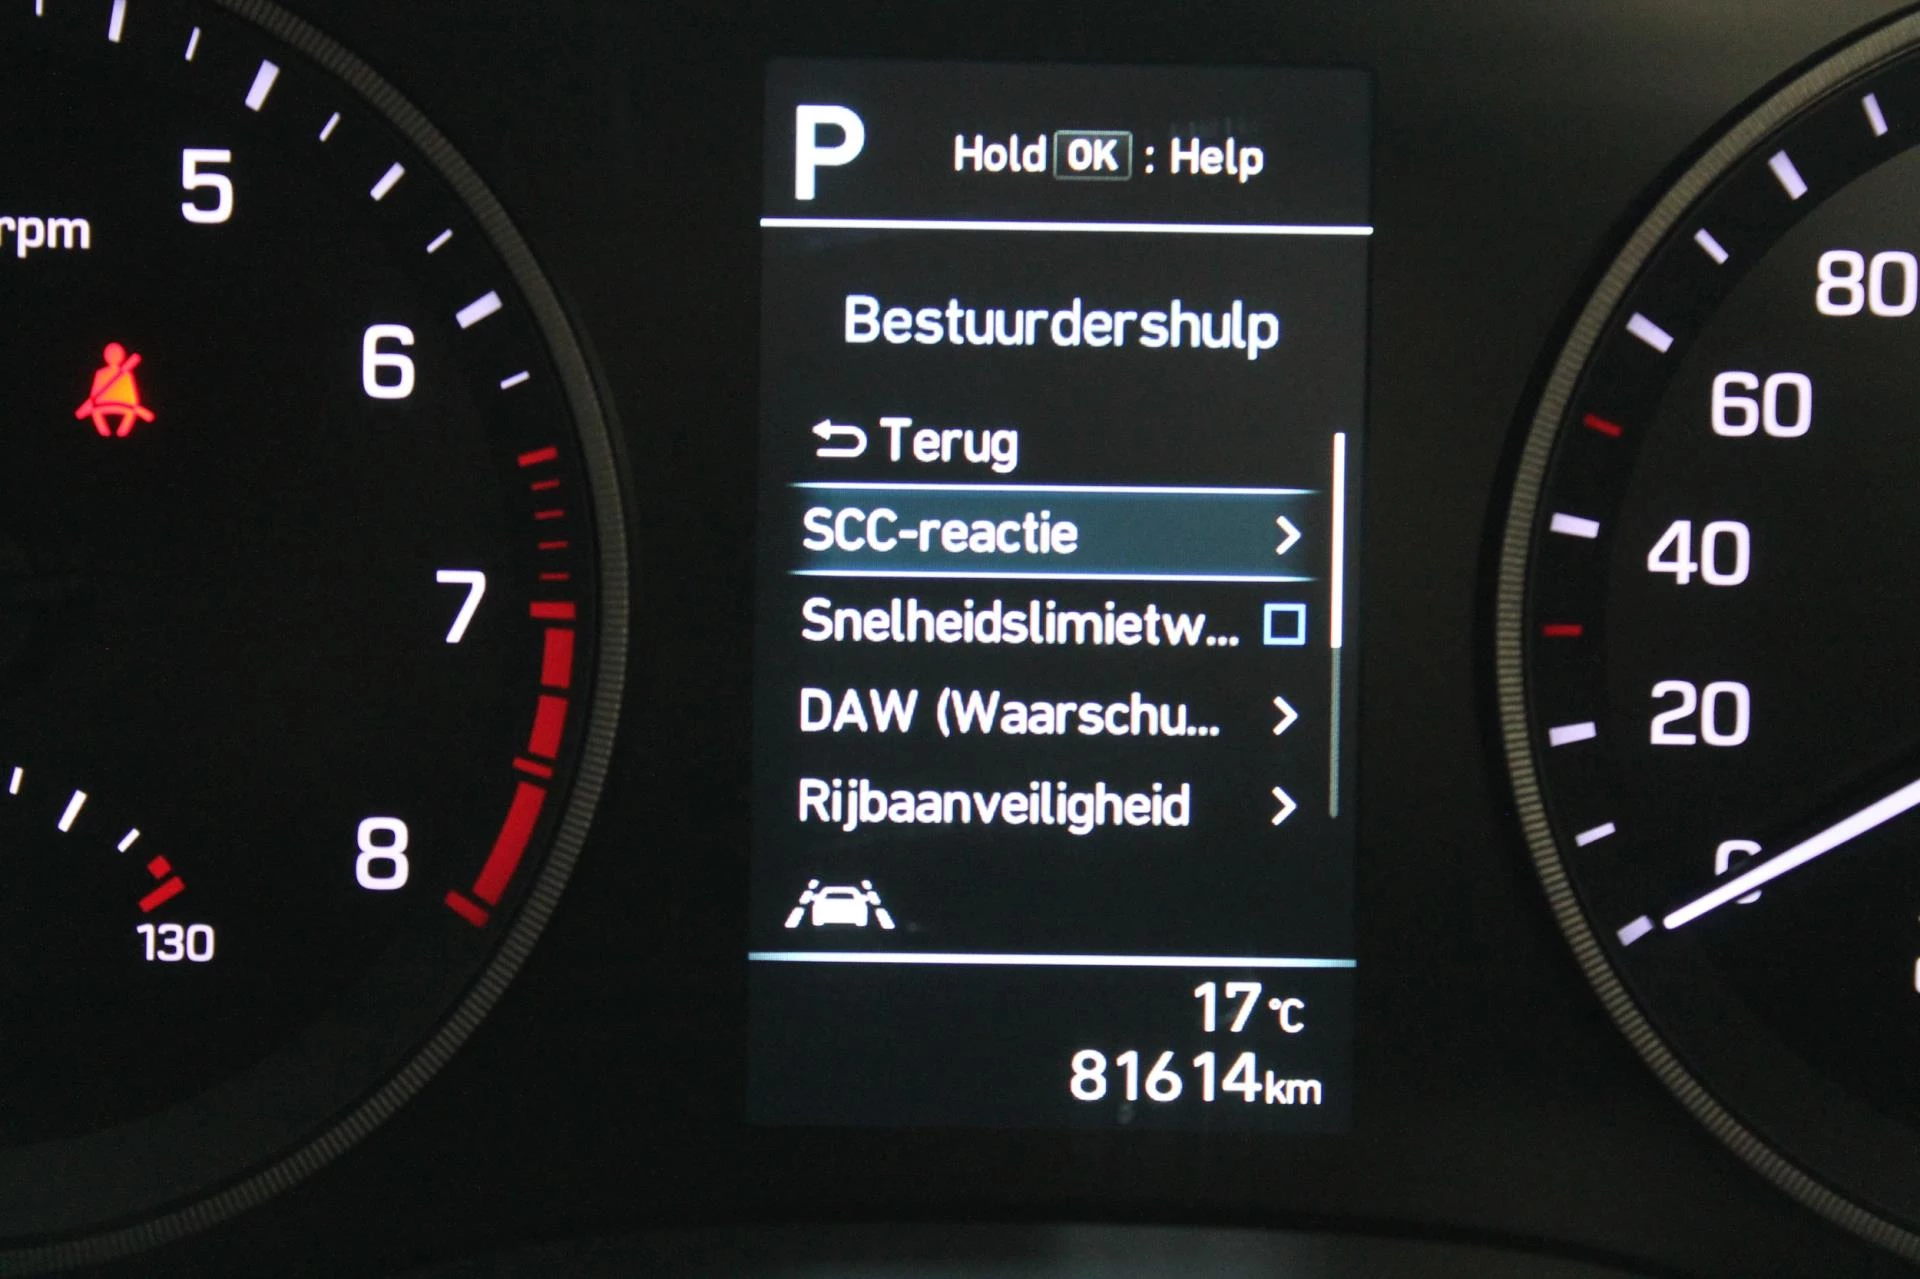 P
Hold OK : Help
Bestuurdershulp
Terug
SCC-reactie
Snelheidslimietw...
DAW (Waarschu...
Rijbaanveiligheid
17°C
81614km
5
rpm
6
7
8
130
80
60
40
20
0